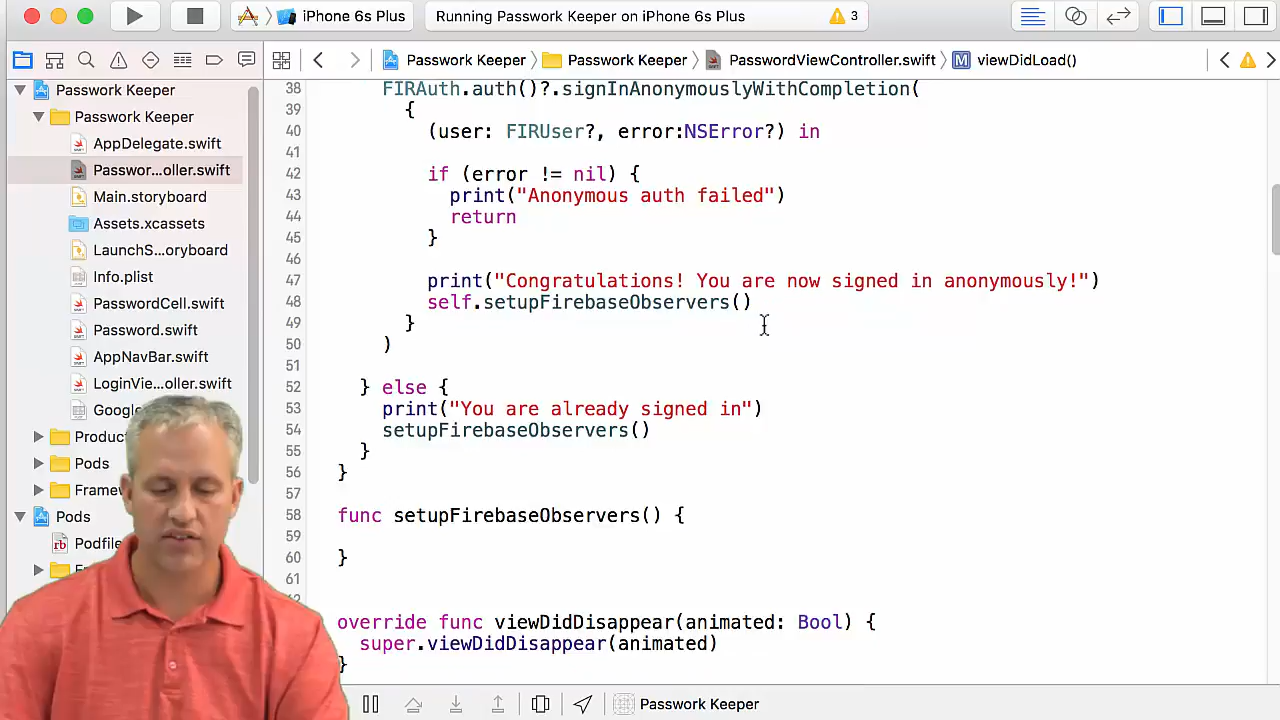 iPhone 6s Plus
Running Passwork Keeper on iPhone 6s Plus
3
Passwork Keeper
Passwork Keeper
PasswordViewController.swift
viewDidLoad()
Passwork Keeper
Passwork Keeper
AppDelegate.swift
Passwor...oller.swift
Main.storyboard
Assets.xcassets
LaunchS...oryboard
Info.plist
PasswordCell.swift
Password.swift
AppNavBar.swift
LoginVie...oller.swift
Google
Product
Pods
Framew
Pods
Podfile
38 FIRAuth.auth()?.signInAnonymouslyWithCompletion(
39 {
40 (user: FIRUser?, error:NSError?) in
41
42 if (error != nil) {
43 print("Anonymous auth failed")
44 return
45 }
46
47 print("Congratulations! You are now signed in anonymously!")
48 self.setupFirebaseObservers()
49 }
50 )
51
52 } else {
53 print("You are already signed in")
54 setupFirebaseObservers()
55 }
56 }
57
58 func setupFirebaseObservers() {
59
60 }
61
override func viewDidDisappear(animated: Bool) {
super.viewDidDisappear(animated)
}
Passwork Keeper